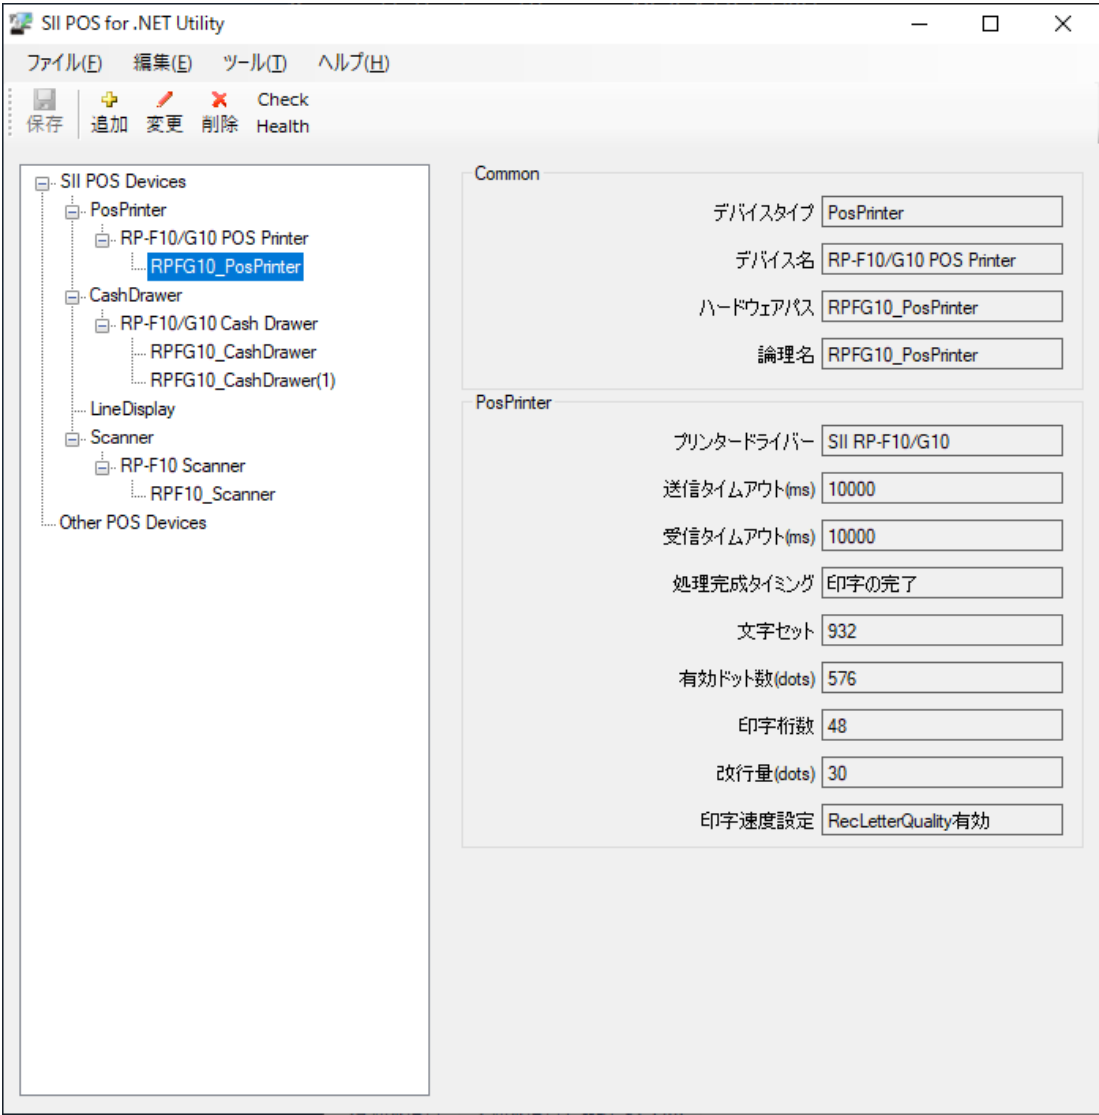 SII POS for .NET Utility
ファイル(F) 編集(E) ツール(T) ヘルプ(H)
保存 追加 変更 削除 Check Health
SII POS Devices
PosPrinter
RP-F10/G10 POS Printer
RPFG10_PosPrinter
CashDrawer
RP-F10/G10 Cash Drawer
RPFG10_CashDrawer
RPFG10_CashDrawer(1)
LineDisplay
Scanner
RP-F10 Scanner
RPF10_Scanner
Other POS Devices
Common
デバイスタイプ PosPrinter
デバイス名 RP-F10/G10 POS Printer
ハードウェアパス RPFG10_PosPrinter
論理名 RPFG10_PosPrinter
PosPrinter
プリンタードライバー SII RP-F10/G10
送信タイムアウト(ms) 10000
受信タイムアウト(ms) 10000
処理完成タイミング 印字の完了
文字セット 932
有効ドット数(dots) 576
印字桁数 48
改行量(dots) 30
印字速度設定 RecLetterQuality有効